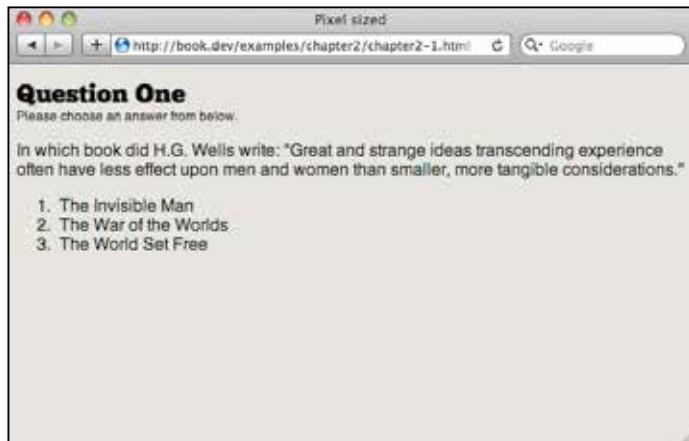 Pixel sized
http://book.dev/examples/chapter2/chapter2-1.html
Google
Question One
Please choose an answer from below.
In which book did H.G. Wells write: "Great and strange ideas transcending experience
often have less effect upon men and women than smaller, more tangible considerations."
1. The Invisible Man
2. The War of the Worlds
3. The World Set Free